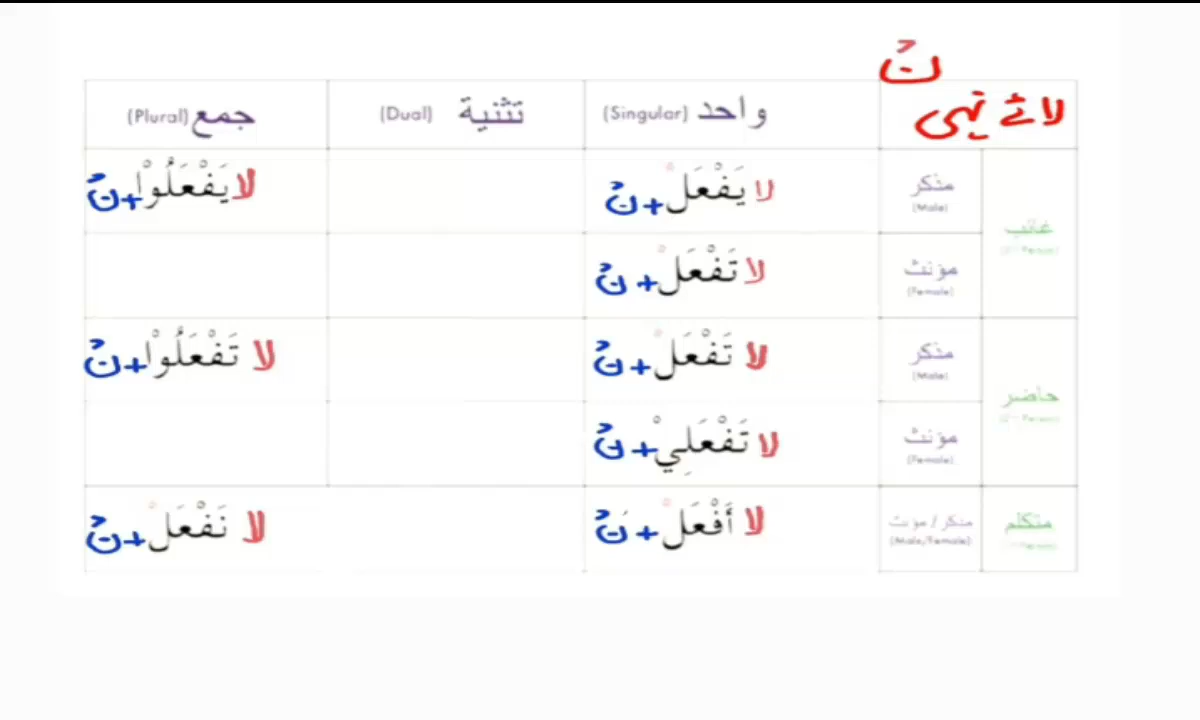 نْ
لائے نہی
واحد (Singular)
تثنية (Dual)
جمع (Plural)
غائب
مذكر
(Male)
لا يَفْعَلْ + نْ
لا يَفْعَلُوْا + نْ
مؤنث
(Female)
لا تَفْعَلْ + نْ
حاضر
مذكر
(Male)
لا تَفْعَلْ + نْ
لا تَفْعَلُوْا + نْ
مؤنث
(Female)
لا تَفْعَلِيْ + نْ
متكلم
مذكر / مؤنث
(Male/Female)
لا أَفْعَلْ + نْ
لا نَفْعَلْ + نْ